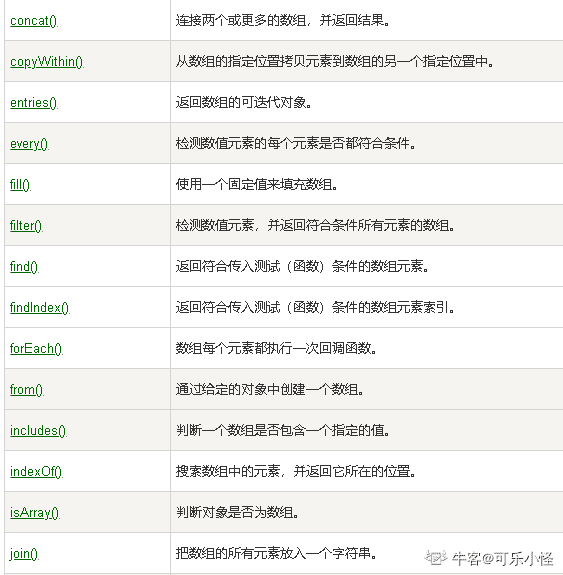 concat() 连接两个或更多的数组，并返回结果。
copyWithin() 从数组的指定位置拷贝元素到数组的另一个指定位置中。
entries() 返回数组的可迭代对象。
every() 检测数值元素的每个元素是否都符合条件。
fill() 使用一个固定值来填充数组。
filter() 检测数值元素，并返回符合条件所有元素的数组。
find() 返回符合传入测试（函数）条件的数组元素。
findIndex() 返回符合传入测试（函数）条件的数组元素索引。
forEach() 数组每个元素都执行一次回调函数。
from() 通过给定的对象中创建一个数组。
includes() 判断一个数组是否包含一个指定的值。
indexOf() 搜索数组中的元素，并返回它所在的位置。
isArray() 判断对象是否为数组。
join() 把数组的所有元素放入一个字符串。
牛客@可乐小怪